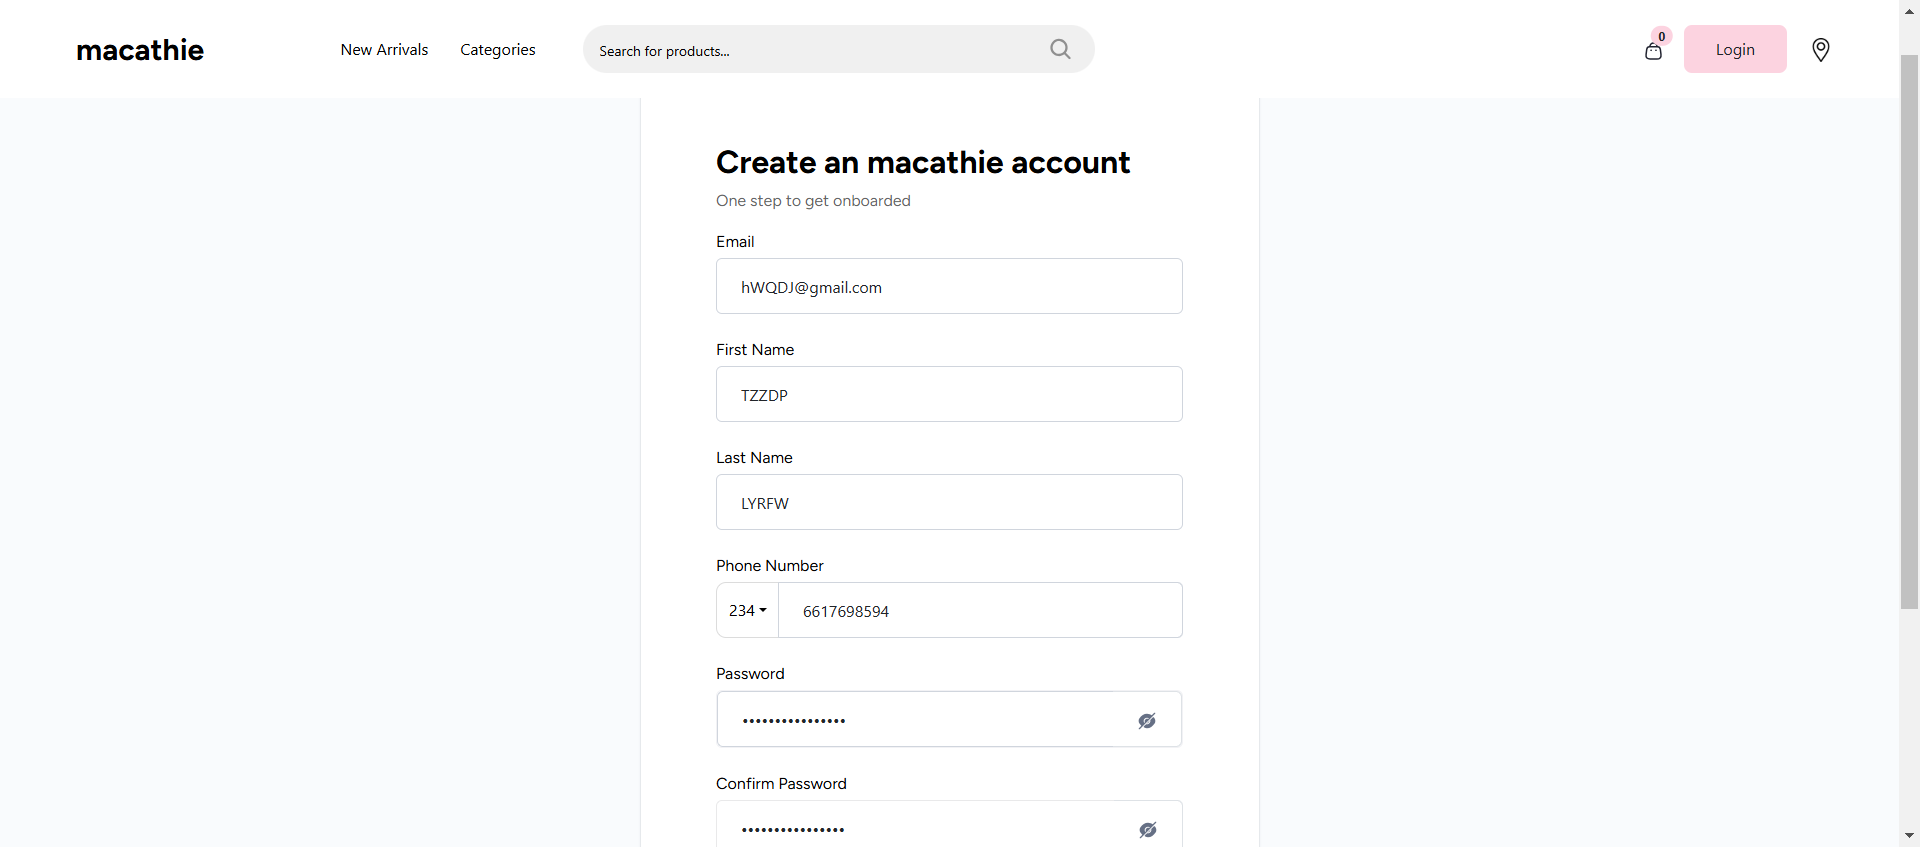 macathie
New Arrivals
Categories
Search for products...
0
Login
Create an macathie account
One step to get onboarded
Email
hWQDJ@gmail.com
First Name
TZZDP
Last Name
LYRFW
Phone Number
234
6617698594
Password
••••••••••••••••
Confirm Password
••••••••••••••••